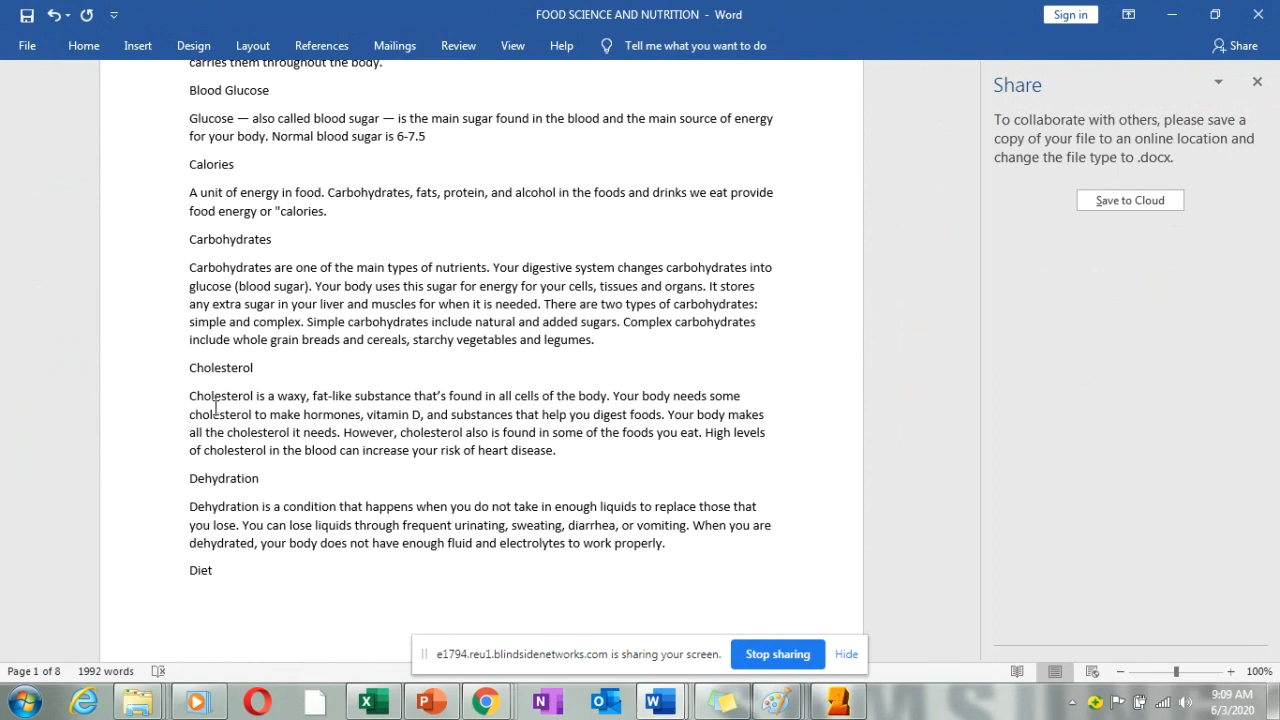 FOOD SCIENCE AND NUTRITION - Word
Sign in
File Home Insert Design Layout References Mailings Review View Help Tell me what you want to do Share
carries them throughout the body.
Blood Glucose
Glucose — also called blood sugar — is the main sugar found in the blood and the main source of energy
for your body. Normal blood sugar is 6-7.5
Calories
A unit of energy in food. Carbohydrates, fats, protein, and alcohol in the foods and drinks we eat provide
food energy or "calories.
Carbohydrates
Carbohydrates are one of the main types of nutrients. Your digestive system changes carbohydrates into
glucose (blood sugar). Your body uses this sugar for energy for your cells, tissues and organs. It stores
any extra sugar in your liver and muscles for when it is needed. There are two types of carbohydrates:
simple and complex. Simple carbohydrates include natural and added sugars. Complex carbohydrates
include whole grain breads and cereals, starchy vegetables and legumes.
Cholesterol
Cholesterol is a waxy, fat-like substance that’s found in all cells of the body. Your body needs some
cholesterol to make hormones, vitamin D, and substances that help you digest foods. Your body makes
all the cholesterol it needs. However, cholesterol also is found in some of the foods you eat. High levels
of cholesterol in the blood can increase your risk of heart disease.
Dehydration
Dehydration is a condition that happens when you do not take in enough liquids to replace those that
you lose. You can lose liquids through frequent urinating, sweating, diarrhea, or vomiting. When you are
dehydrated, your body does not have enough fluid and electrolytes to work properly.
Diet
Share
To collaborate with others, please save a
copy of your file to an online location and
change the file type to .docx.
Save to Cloud
e1794.reu1.blindsidenetworks.com is sharing your screen. Stop sharing Hide
Page 1 of 8 1992 words 100%
9:09 AM
6/3/2020